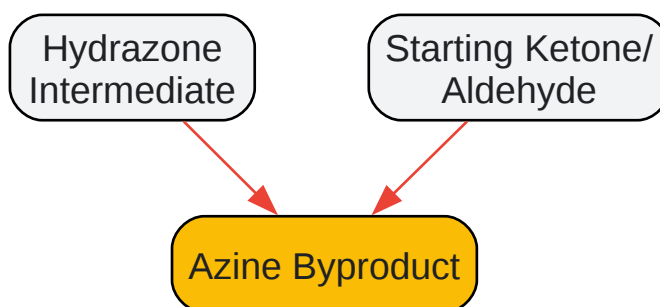 Hydrazone
Intermediate
Starting Ketone/
Aldehyde
Azine Byproduct